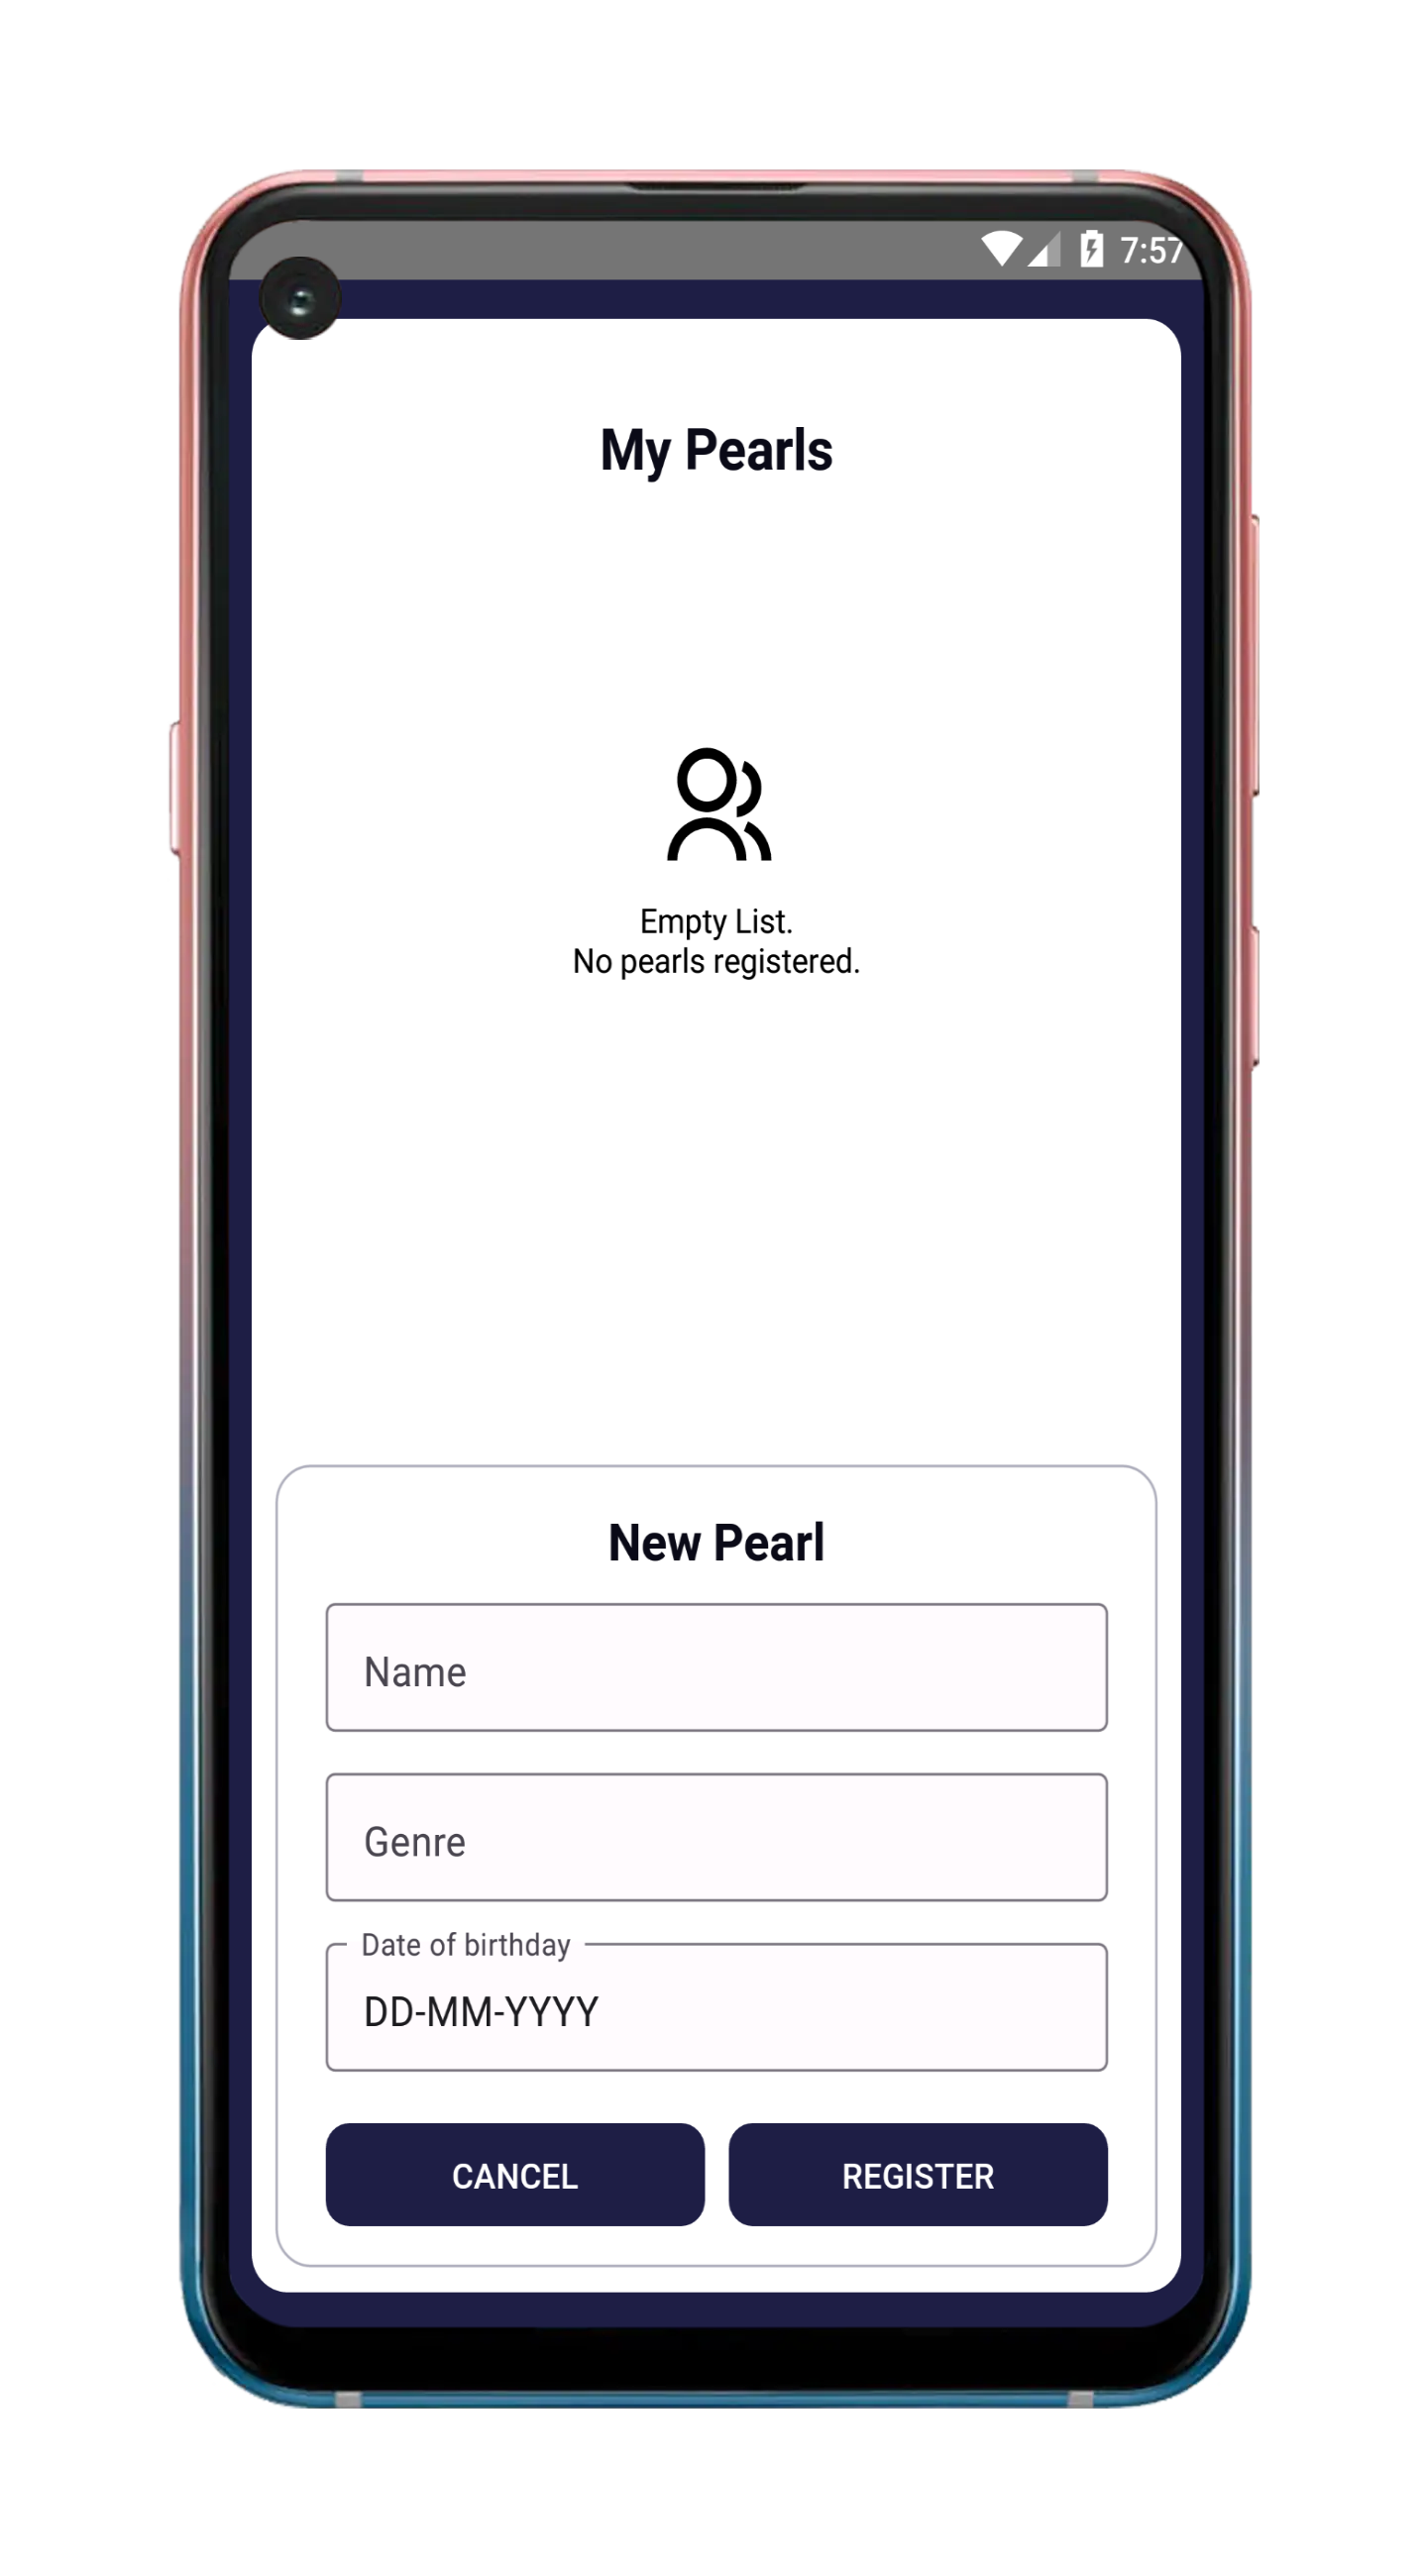 7:57
My Pearls
Empty List.
No pearls registered.
New Pearl
Name
Genre
Date of birthday
DD-MM-YYYY
CANCEL
REGISTER